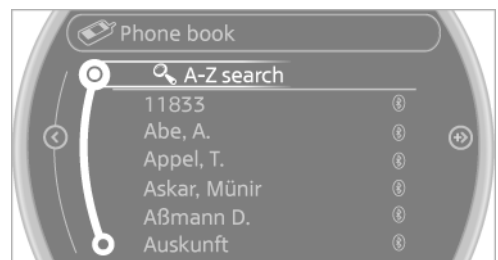 Phone book
A-Z search
11833
Abe, A.
Appel, T.
Askar, Münir
Aßmann D.
Auskunft